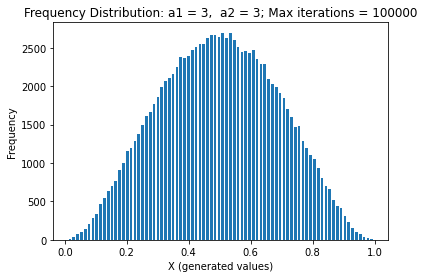 Frequency Distribution: a1 = 3,  a2 = 3; Max iterations = 100000
2500
2000
1500
1000
500
0
Frequency
0.0 0.2 0.4 0.6 0.8 1.0
X (generated values)